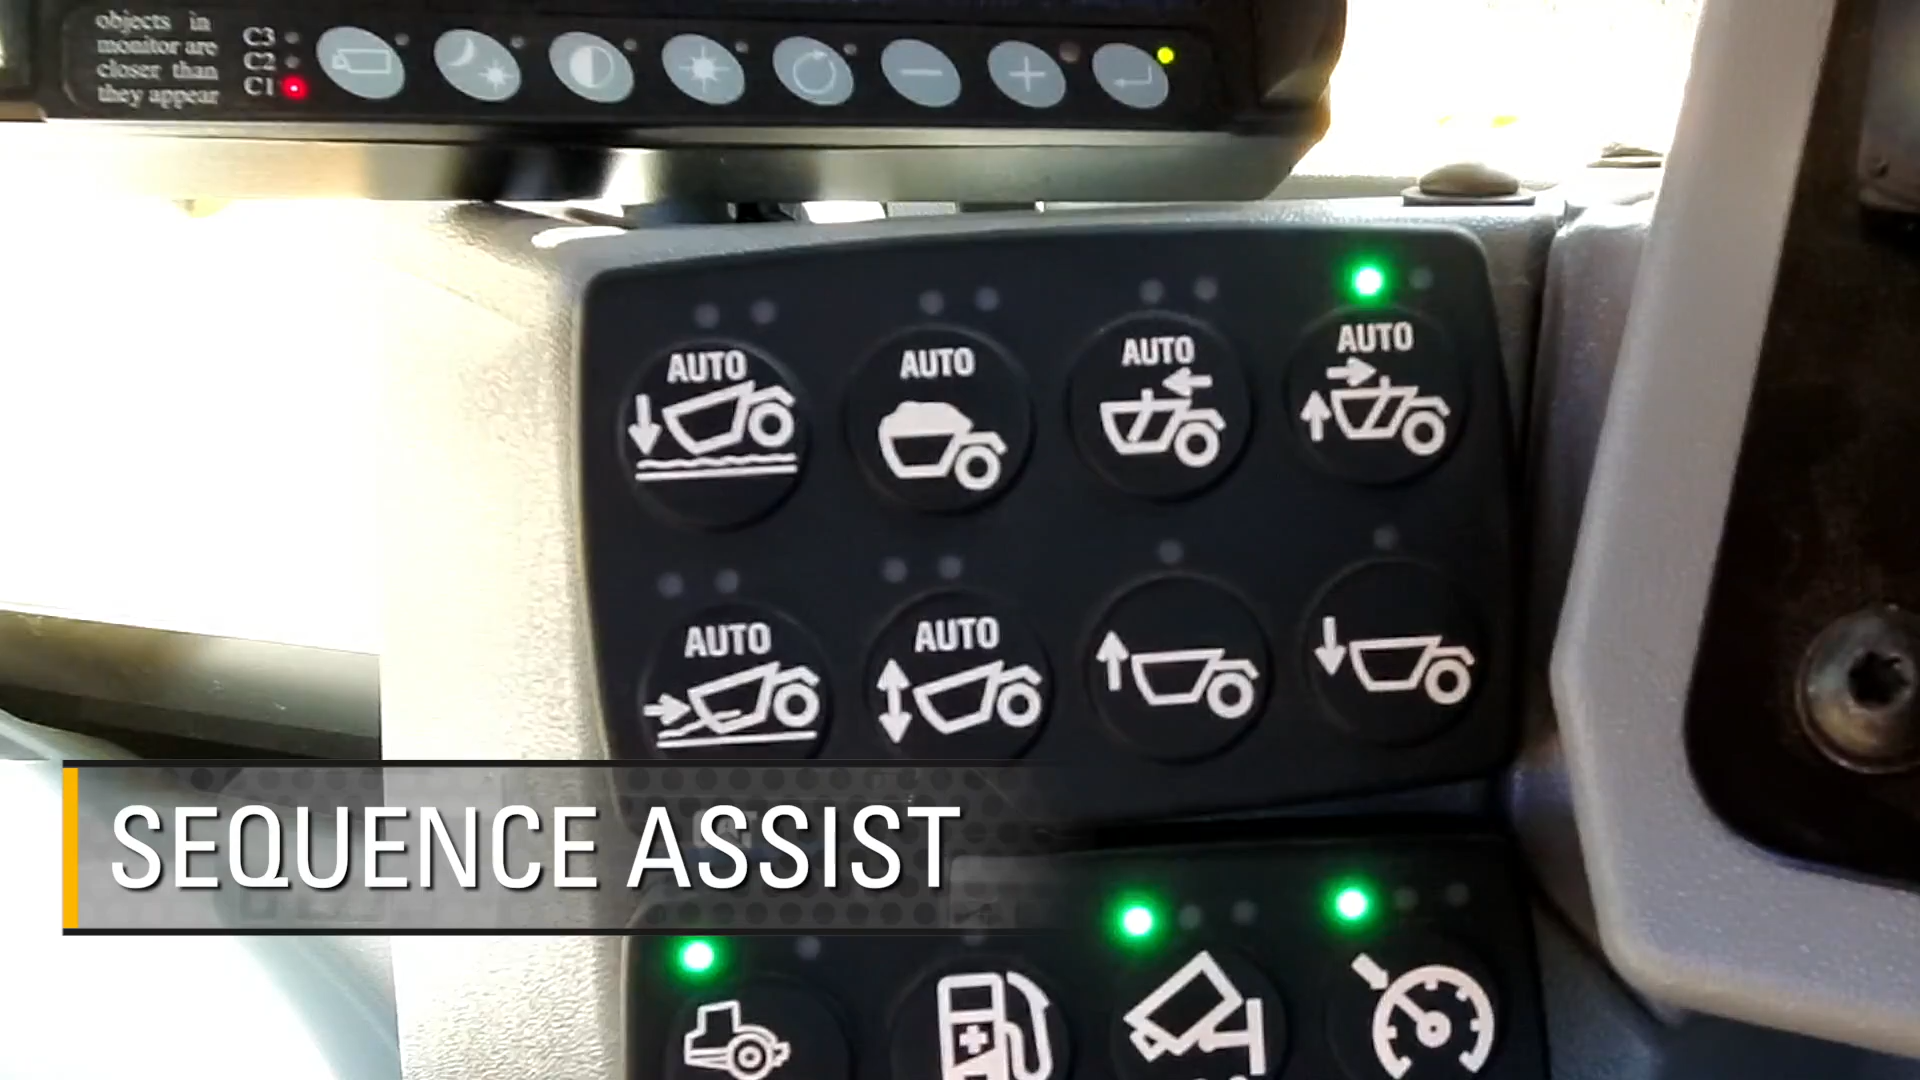 objects in
monitor are
closer than
they appear
C3
C2
C1
AUTO
AUTO
AUTO
AUTO
AUTO
AUTO
SEQUENCE ASSIST